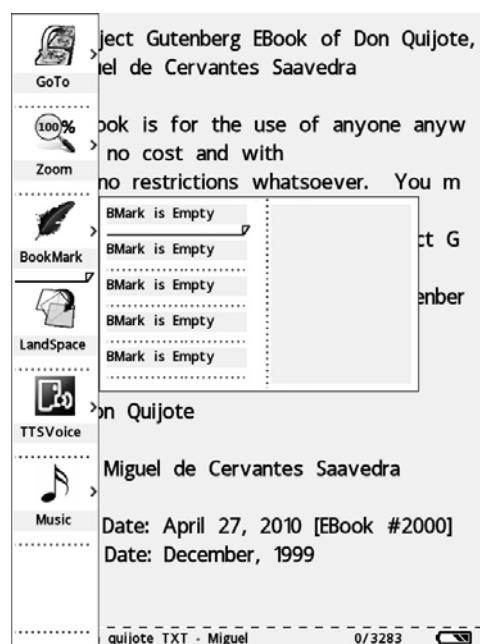 GoTo
100%
Zoom
BookMark
LandSpace
TTSVoice
Music
BMark is Empty
BMark is Empty
BMark is Empty
BMark is Empty
BMark is Empty
ject Gutenberg EBook of Don Quijote,
el de Cervantes Saavedra
ook is for the use of anyone anyw
no cost and with
no restrictions whatsoever. You m
ct G
enber
on Quijote
Miguel de Cervantes Saavedra
Date: April 27, 2010 [EBook #2000]
Date: December, 1999
quijote TXT - Miguel 0/3283